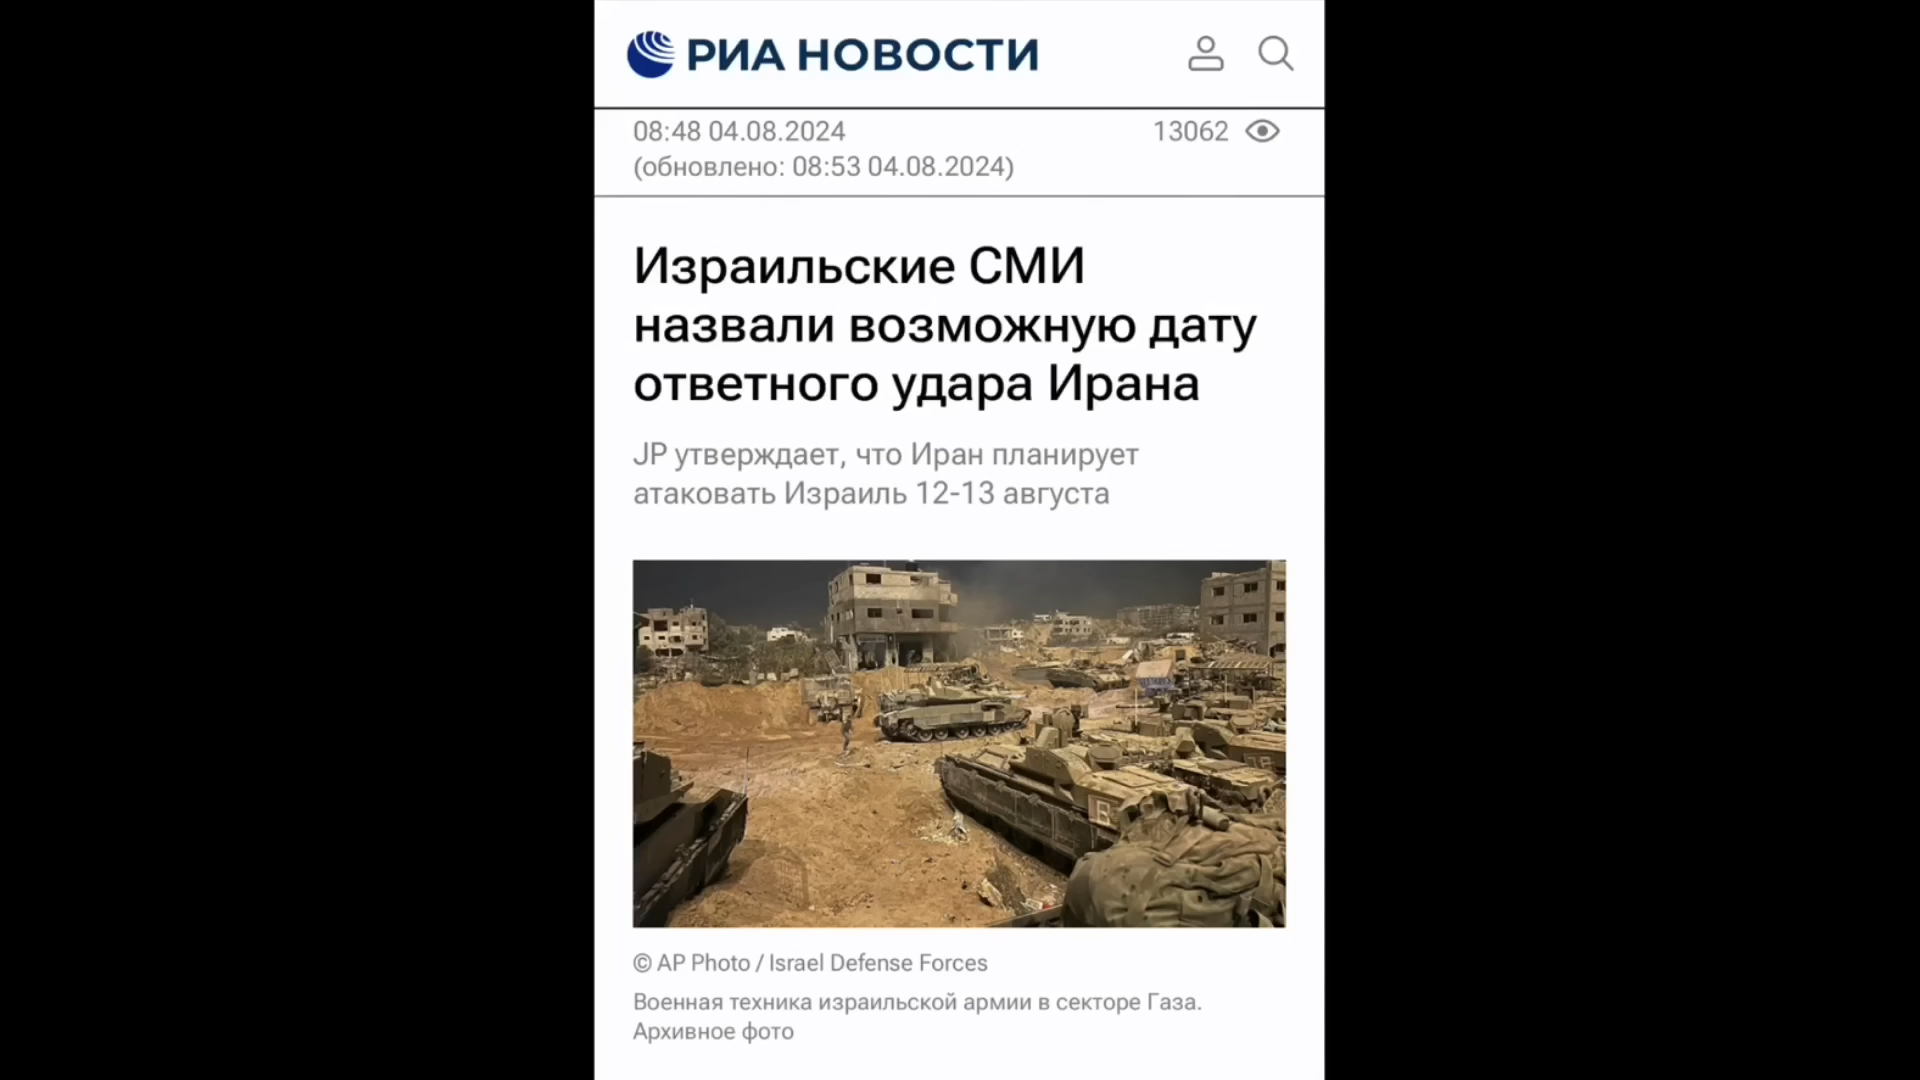 РИА НОВОСТИ
08:48 04.08.2024
13062
(обновлено: 08:53 04.08.2024)
Израильские СМИ
назвали возможную дату
ответного удара Ирана
JP утверждает, что Иран планирует
атаковать Израиль 12-13 августа
© AP Photo / Israel Defense Forces
Военная техника израильской армии в секторе Газа.
Архивное фото